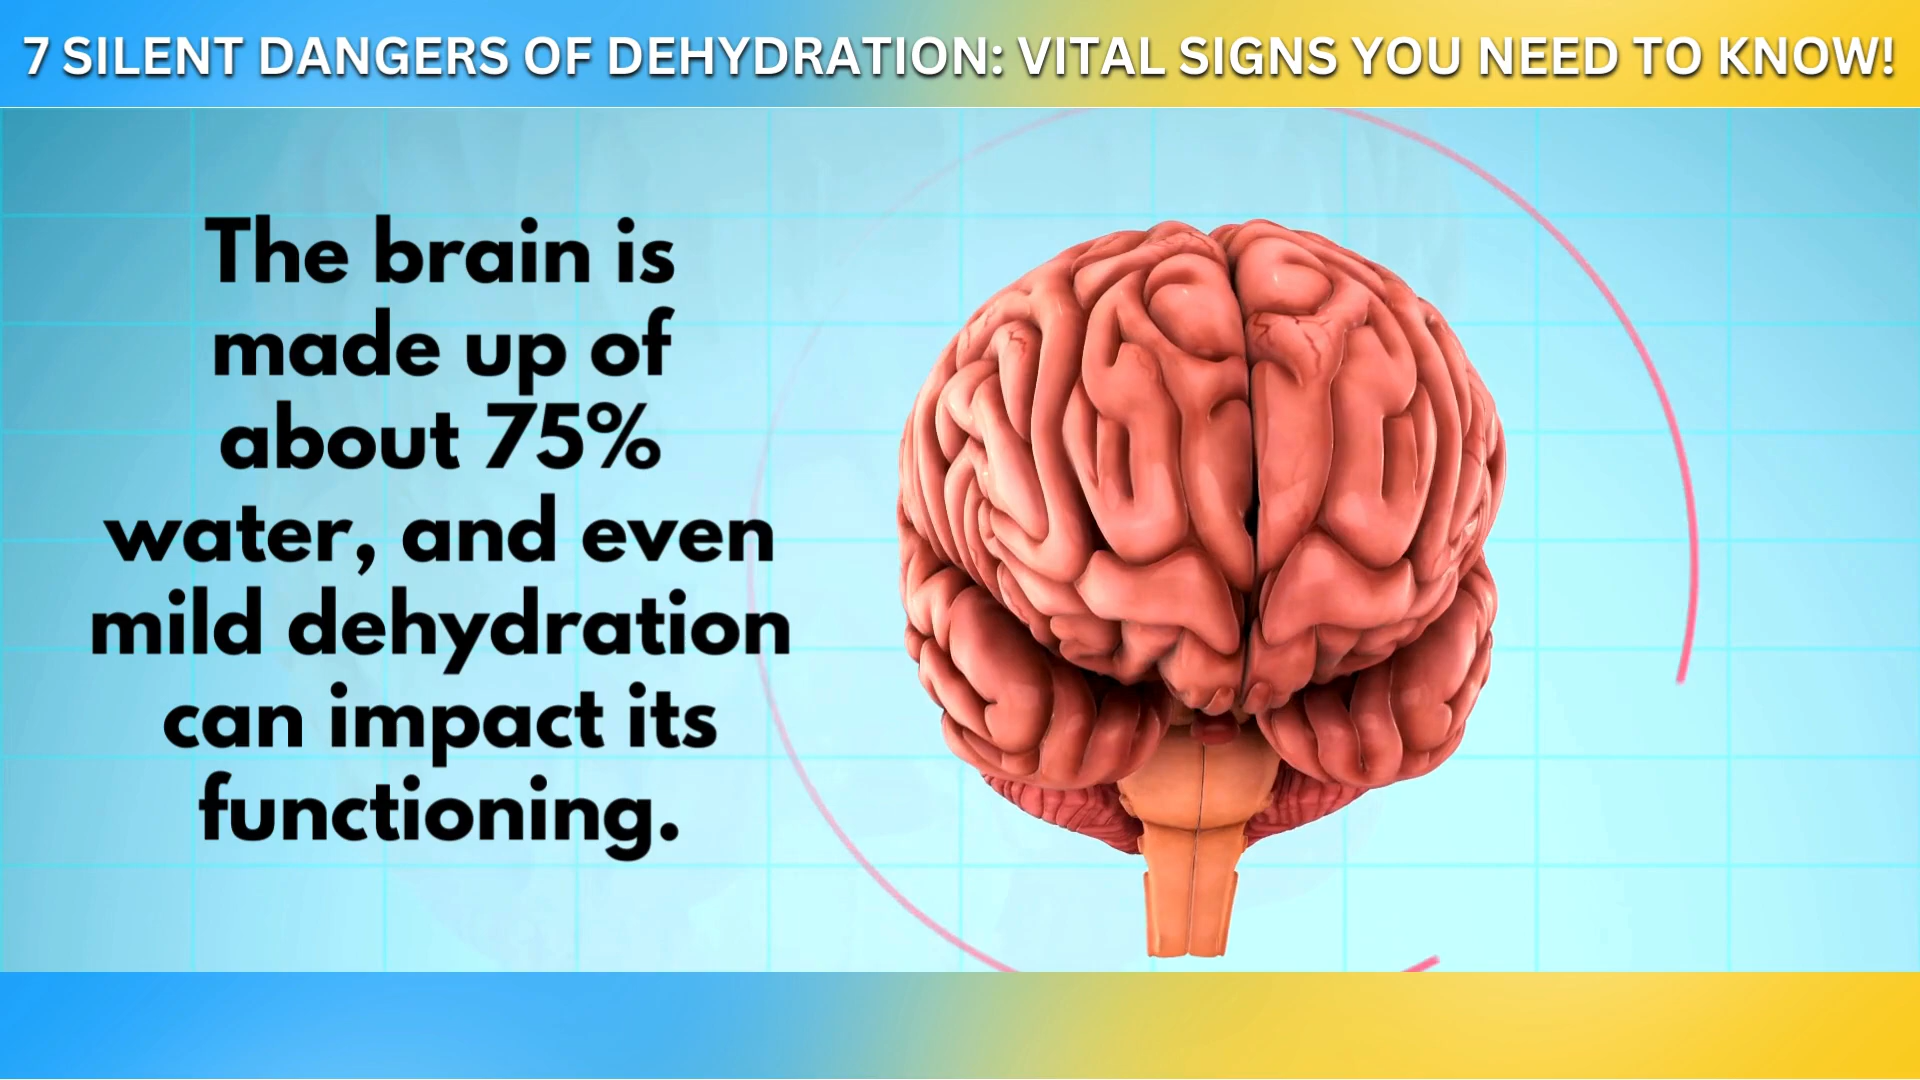 7 SILENT DANGERS OF DEHYDRATION: VITAL SIGNS YOU NEED TO KNOW!
The brain is
made up of
about 75%
water, and even
mild dehydration
can impact its
functioning.